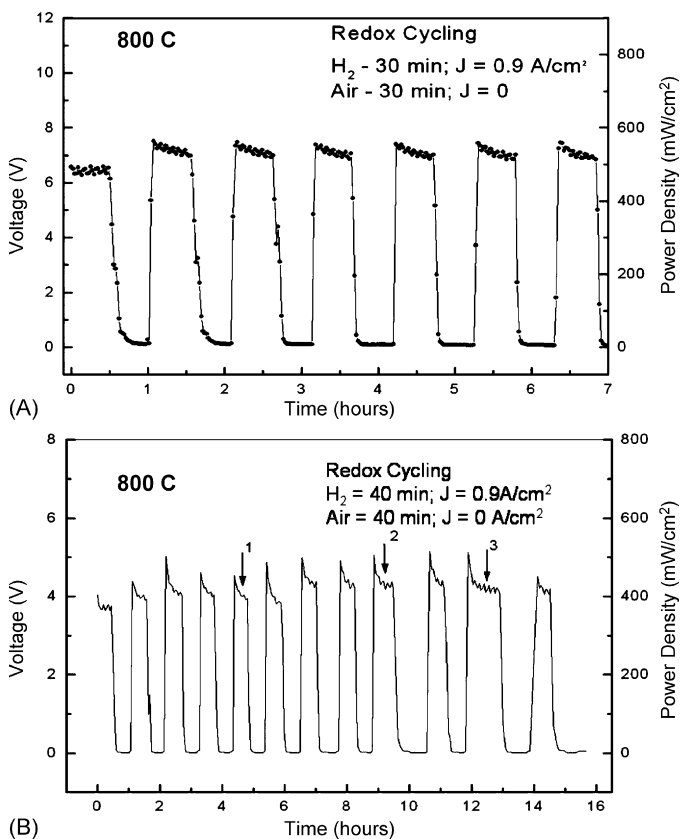 12
10
8
6
4
2
0
800 C
Redox Cycling
H₂ - 30 min; J = 0.9 A/cm²
Air - 30 min; J = 0
800
600
400
200
0
Voltage (V)
Power Density (mW/cm²)
0 1 2 3 4 5 6 7
(A)
Time (hours)
8
6
4
2
0
800 C
Redox Cycling
H₂ = 40 min; J = 0.9A/cm²
Air = 40 min; J = 0 A/cm²
1
2
3
800
600
400
200
0
Voltage (V)
Power Density (mW/cm²)
0 2 4 6 8 10 12 14 16
(B)
Time (hours)